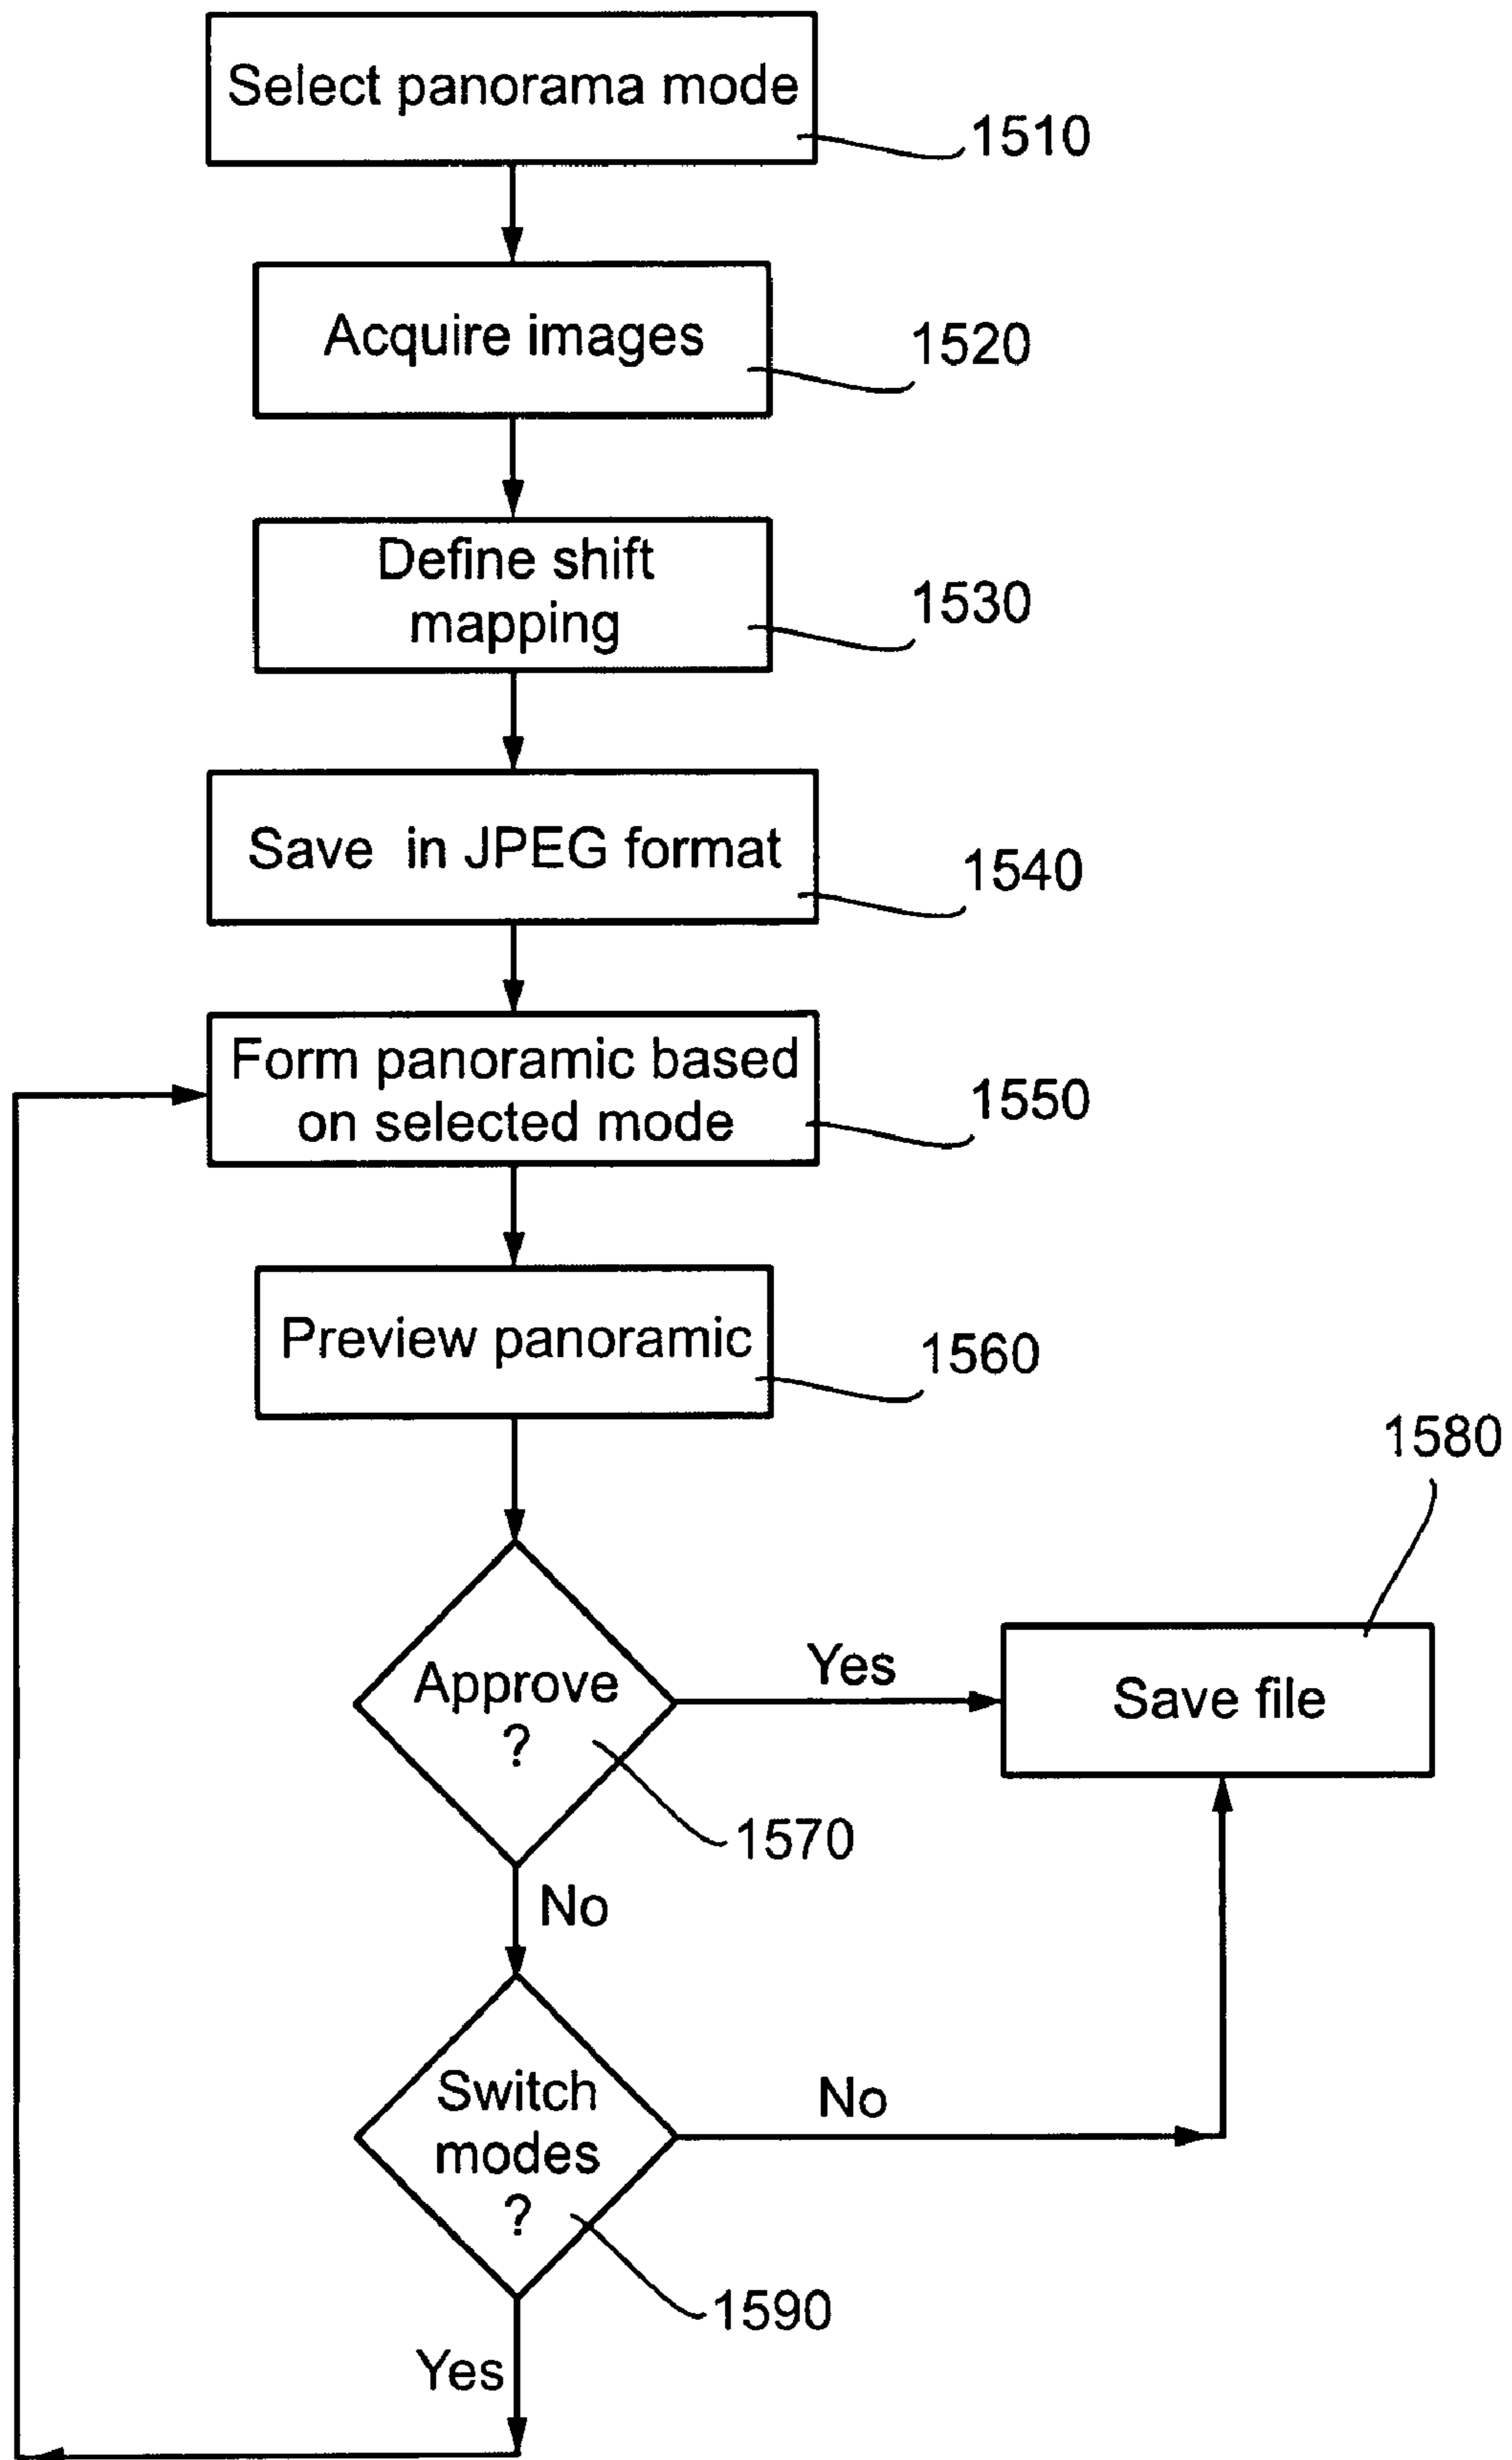 Select panorama mode
1510
Acquire images
1520
Define shift
mapping
1530
Save in JPEG format
1540
Form panoramic based
on selected mode
1550
Preview panoramic
1560
1580
Approve
?
Yes
Save file
1570
No
Switch
modes
?
No
1590
Yes